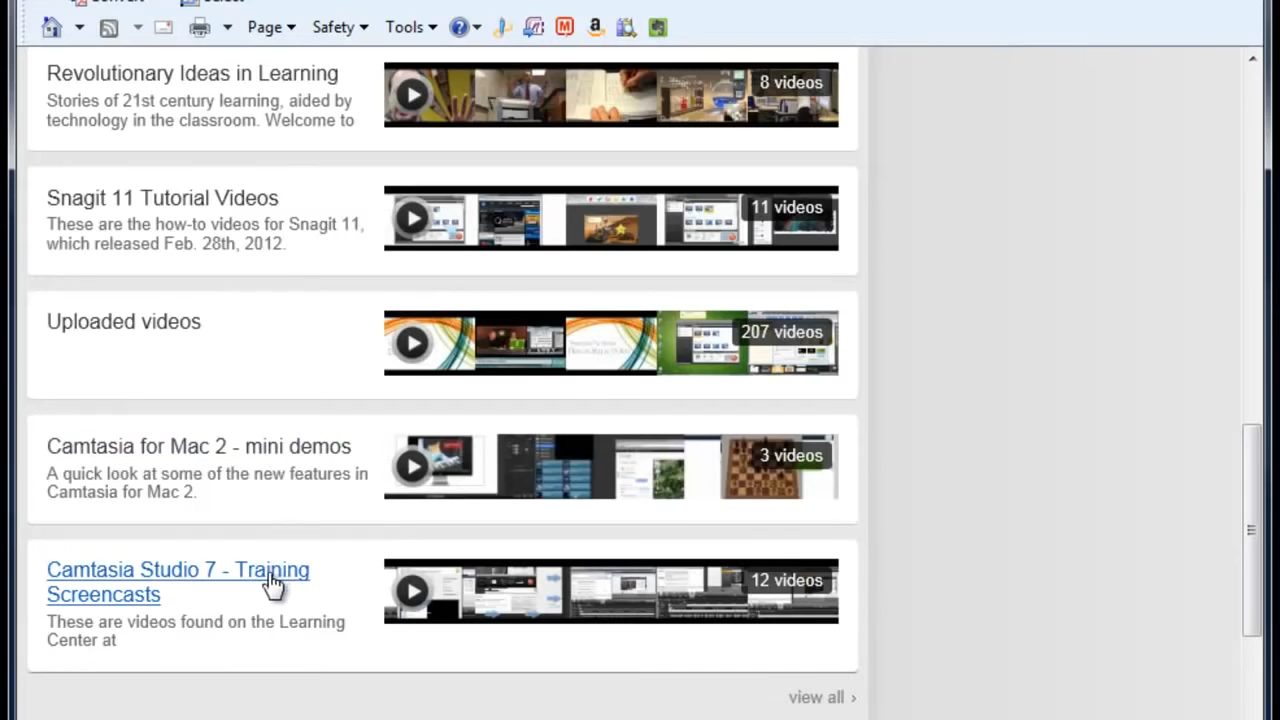 Page
Safety
Tools
Revolutionary Ideas in Learning
Stories of 21st century learning, aided by
technology in the classroom. Welcome to
8 videos
Snagit 11 Tutorial Videos
These are the how-to videos for Snagit 11,
which released Feb. 28th, 2012.
11 videos
Uploaded videos
207 videos
Camtasia for Mac 2 - mini demos
A quick look at some of the new features in
Camtasia for Mac 2.
3 videos
Camtasia Studio 7 - Training
Screencasts
These are videos found on the Learning
Center at
12 videos
view all ›